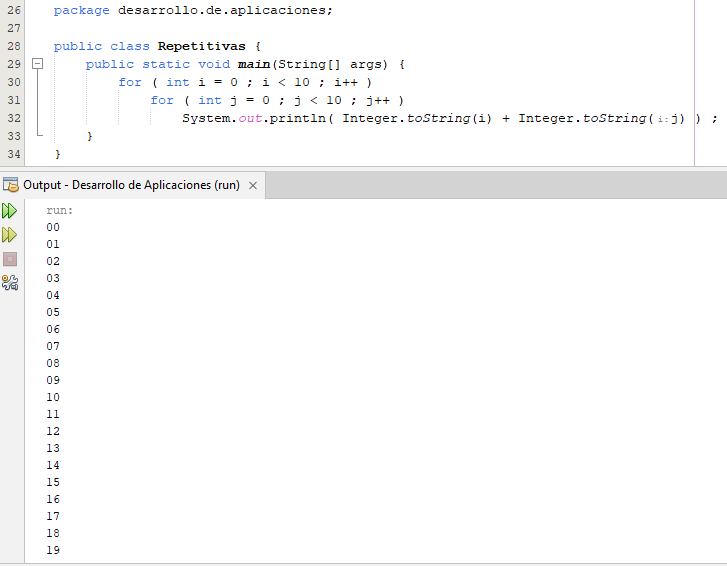 26 package desarrollo.de.aplicaciones;
27
28 public class Repetitivas {
29 public static void main(String[] args) {
30 for ( int i = 0 ; i < 10 ; i++ )
31 for ( int j = 0 ; j < 10 ; j++ )
32 System.out.println( Integer.toString(i) + Integer.toString( i: j) ) ;
33 }
34 }
Output - Desarrollo de Aplicaciones (run) ×
run:
00
01
02
03
04
05
06
07
08
09
10
11
12
13
14
15
16
17
18
19